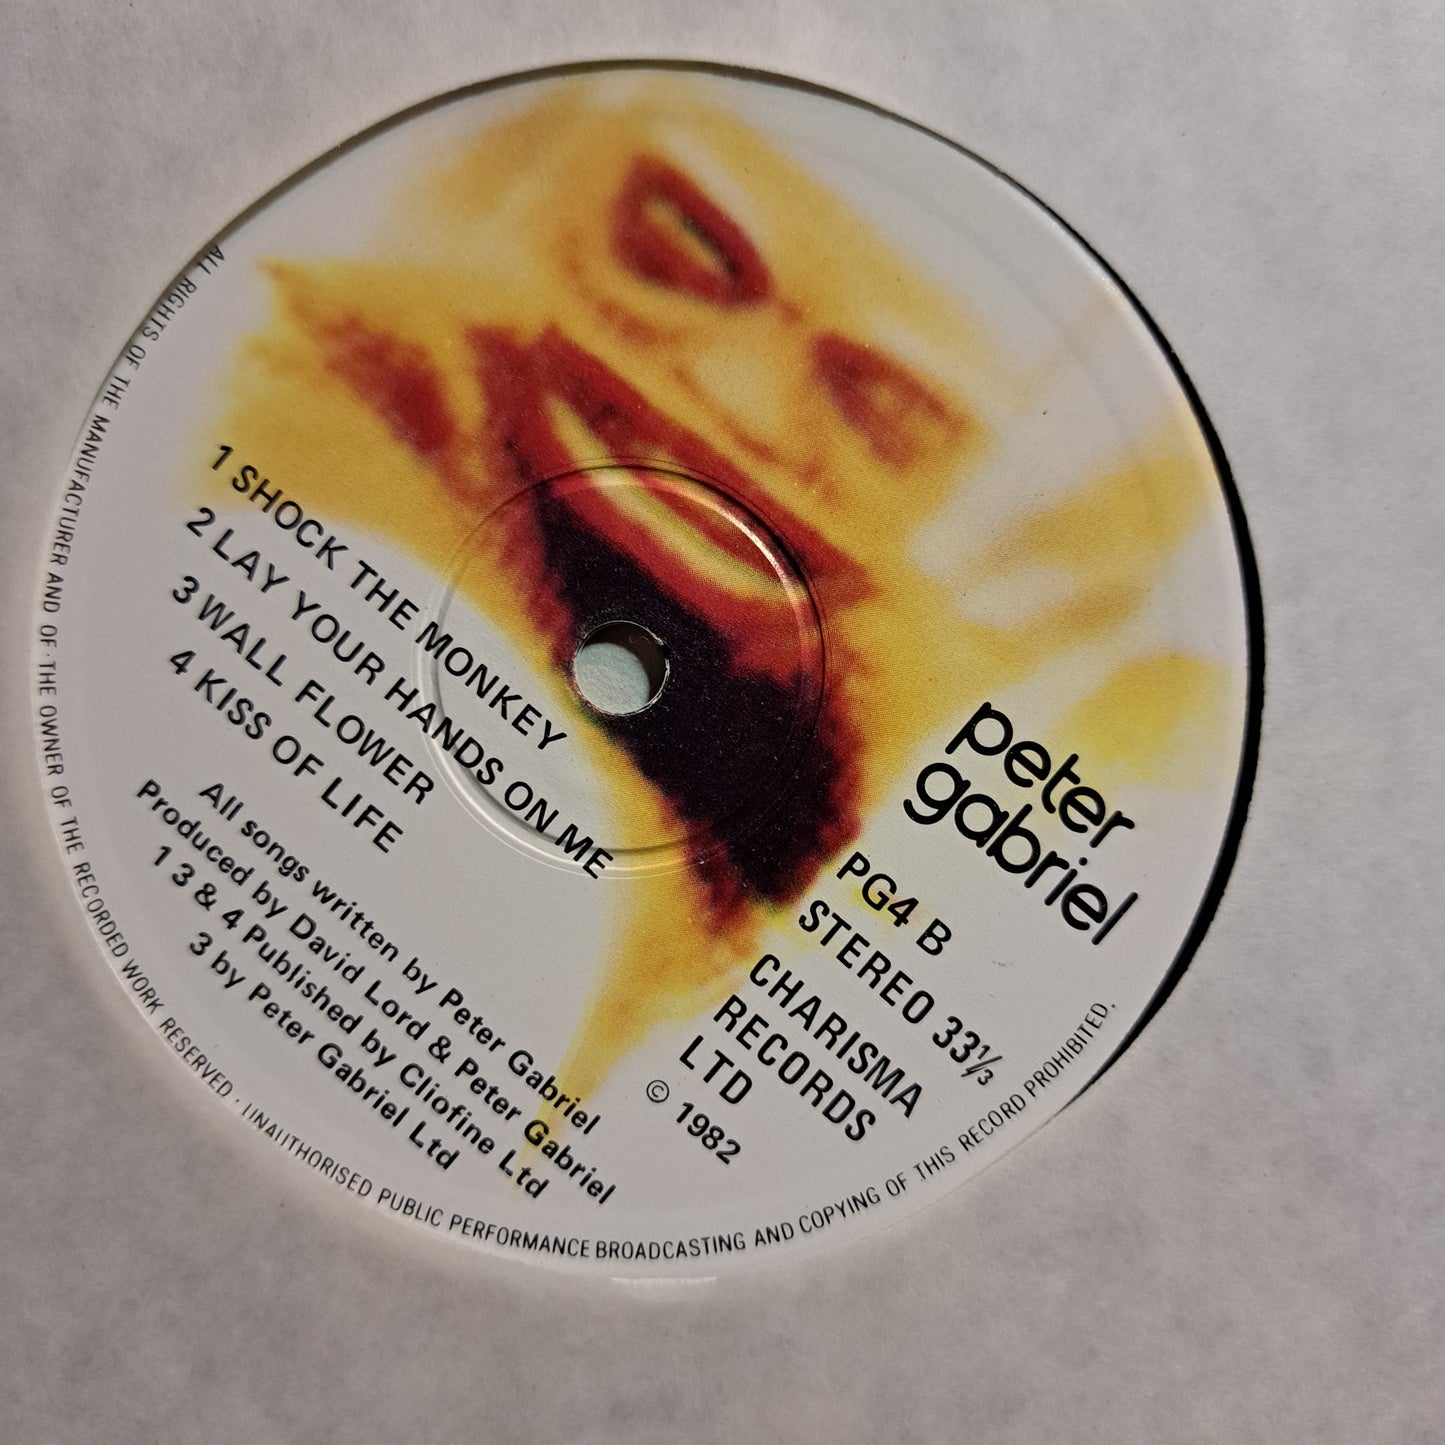 1 SHOCK THE MONKEY
2 LAY YOUR HANDS ON ME
3 WALL FLOWER
4 KISS OF LIFE
All songs written by Peter Gabriel
Produced by David Lord & Peter Gabriel
1 3 & 4 Published by Cliofine Ltd
3 by Peter Gabriel Ltd
peter
gabriel
PG4 B
STEREO 33⅓
CHARISMA
RECORDS
LTD
© 1982
ALL RIGHTS OF THE MANUFACTURER AND OF ·THE OWNER OF THE RECORDED WORK RESERVED · UNAUTHORISED PUBLIC PERFORMANCE BROADCASTING AND COPYING OF THIS RECORD PROHIBITED.